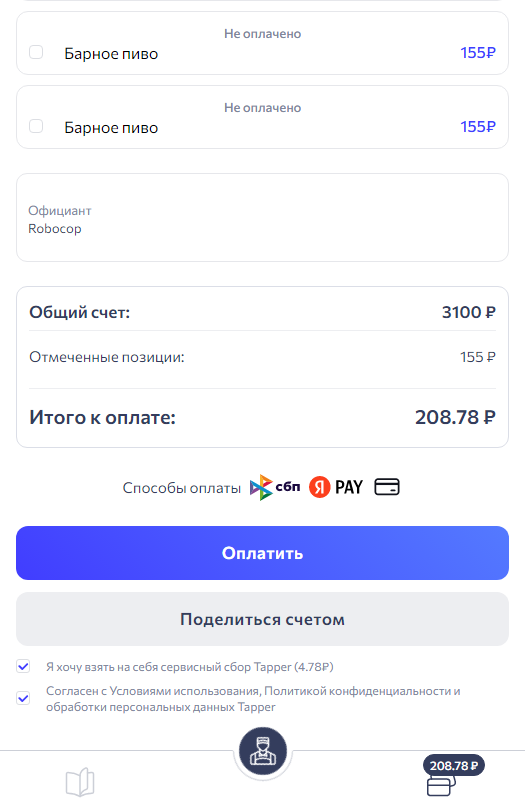 Не оплачено
Барное пиво 155₽
Не оплачено
Барное пиво 155₽
Официант
Robocop
Общий счет: 3100 ₽
Отмеченные позиции: 155 ₽
Итого к оплате: 208.78 ₽
Способы оплаты сбп Я PAY
Оплатить
Поделиться счетом
Я хочу взять на себя сервисный сбор Tapper (4.78₽)
Согласен с Условиями использования, Политикой конфиденциальности и
обработки персональных данных Tapper
208.78 ₽